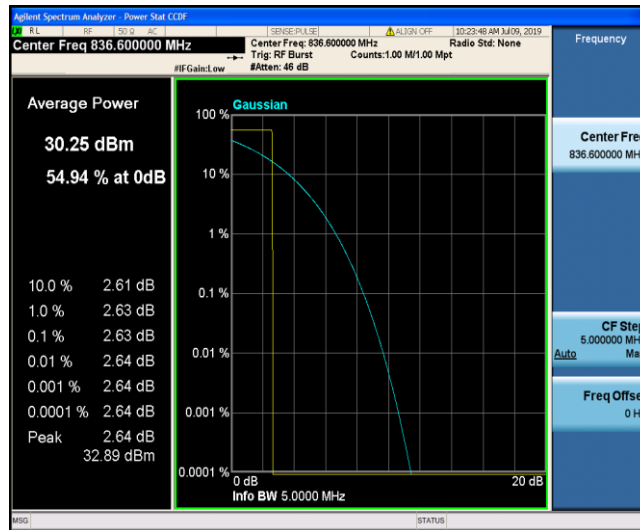 Agilent Spectrum Analyzer - Power Stat CCDF
RL RF 50 Ω AC SENSE:PULSE ALIGN OFF 10:23:48 AM Jul 09, 2019
Center Freq 836.600000 MHz
Center Freq: 836.600000 MHz Radio Std: None
Trig: RF Burst Counts:1.00 M/1.00 Mpt
#IFGain:Low #Atten: 46 dB
Frequency
Average Power
30.25 dBm
54.94 % at 0dB
10.0 % 2.61 dB
1.0 % 2.63 dB
0.1 % 2.63 dB
0.01 % 2.64 dB
0.001 % 2.64 dB
0.0001 % 2.64 dB
Peak 2.64 dB
32.89 dBm
Gaussian
100 %
10 %
1 %
0.1 %
0.01 %
0.001 %
0.0001 %
0 dB 20 dB
Info BW 5.0000 MHz
Center Fre
836.600000 MH
CF Step
5.000000 MH
Auto Ma
Freq Offse
0 H
MSG STATUS